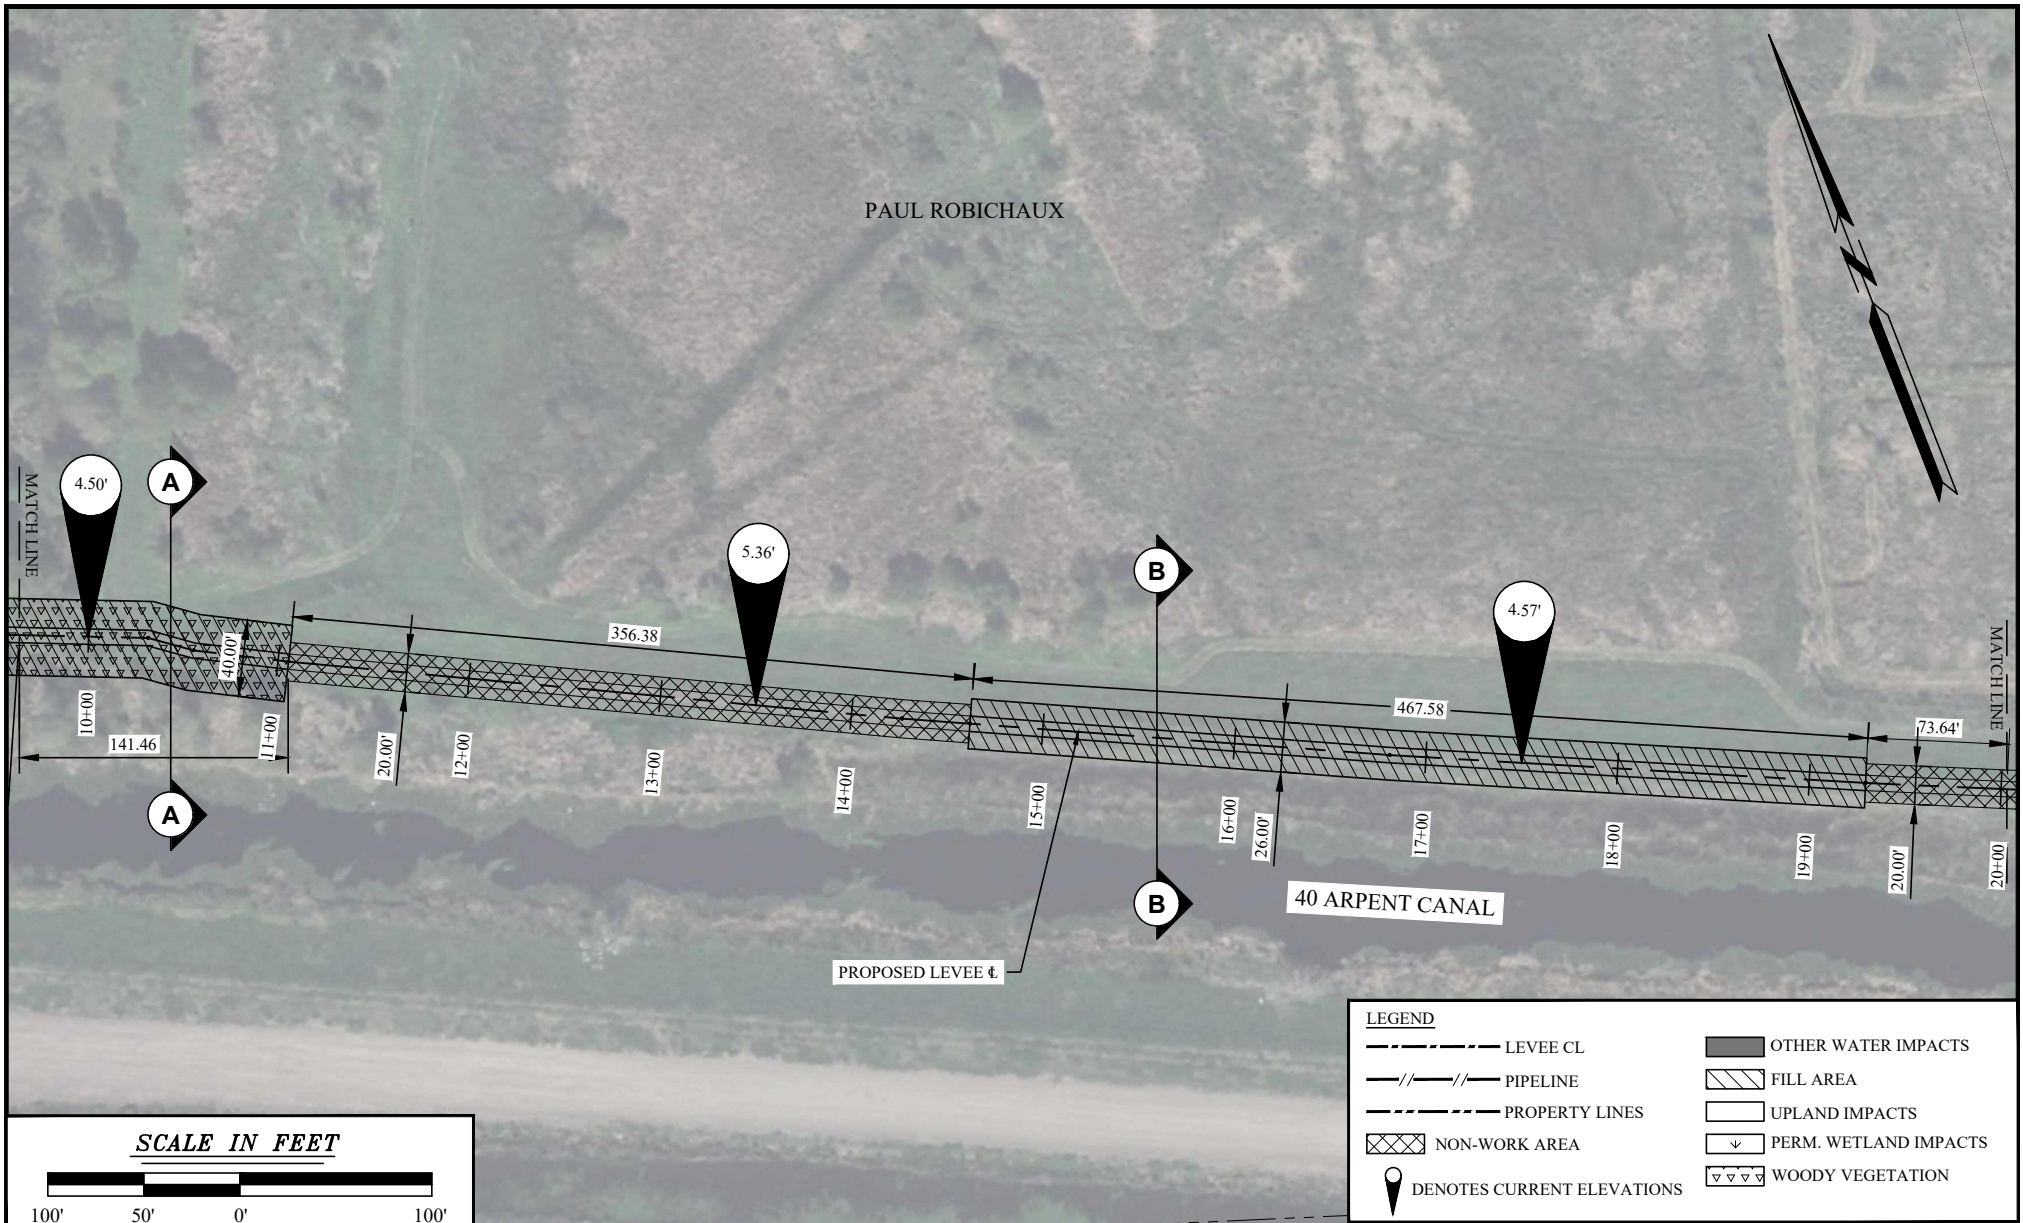 PAUL ROBICHAUX
MATCH LINE
4.50'
A
5.36'
B
4.57'
MATCH LINE
356.38
40.00'
467.58
73.64'
10+00
11+00
141.46
20.00'
12+00
13+00
14+00
15+00
16+00
26.00'
17+00
18+00
19+00
20.00'
20+00
A
B
40 ARPENT CANAL
PROPOSED LEVEE ℄
LEGEND
LEVEE CL
PIPELINE
PROPERTY LINES
NON-WORK AREA
DENOTES CURRENT ELEVATIONS
OTHER WATER IMPACTS
FILL AREA
UPLAND IMPACTS
PERM. WETLAND IMPACTS
WOODY VEGETATION
SCALE IN FEET
100' 50' 0' 100'